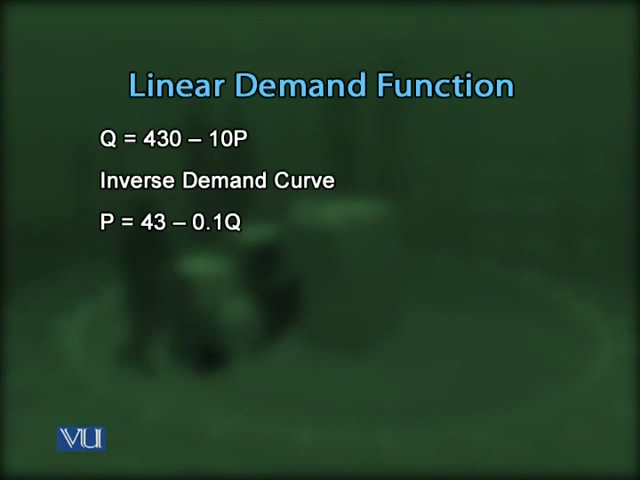 Linear Demand Function
Q = 430 – 10P
Inverse Demand Curve
P = 43 – 0.1Q
VU